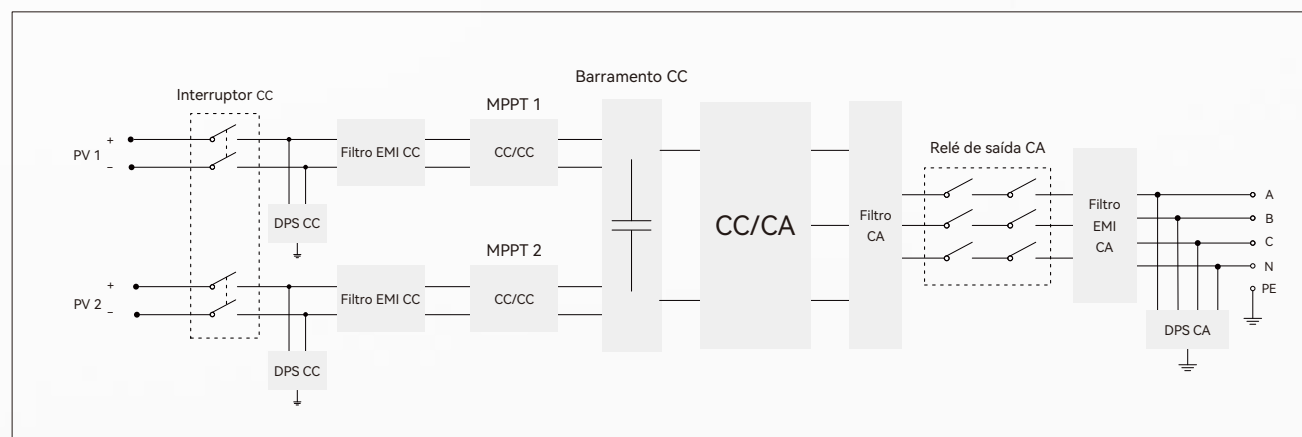 Barramento CC
Interruptor CC
MPPT 1
PV 1
+
−
Filtro EMI CC
CC/CC
DPS CC
MPPT 2
PV 2
+
−
Filtro EMI CC
CC/CC
DPS CC
CC/CA
Filtro
CA
Relé de saída CA
Filtro
EMI
CA
A
B
C
N
PE
DPS CA